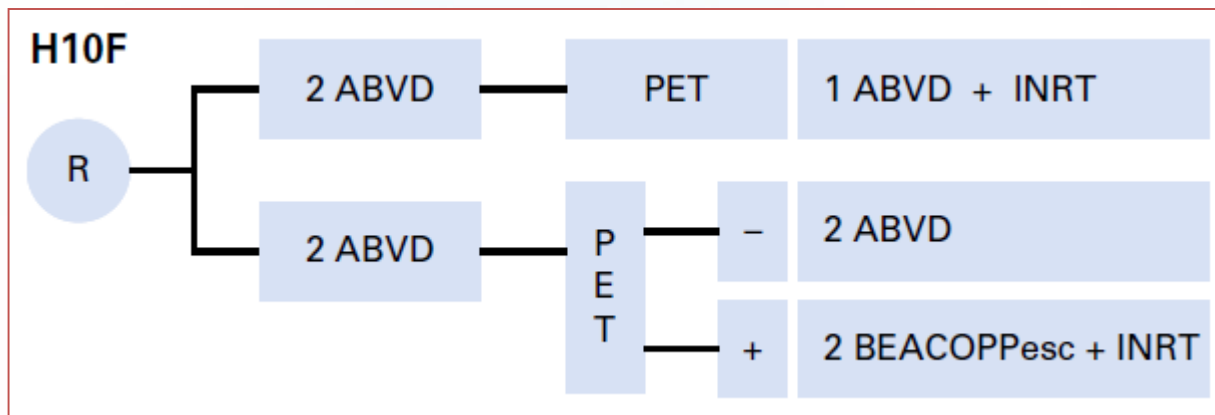 H10F
R
2 ABVD
PET
1 ABVD + INRT
2 ABVD
P
E
T
–
2 ABVD
+
2 BEACOPPesc + INRT